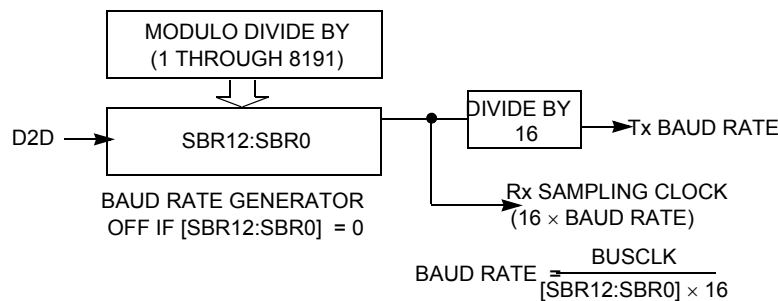 MODULO DIVIDE BY
(1 THROUGH 8191)
D2D
SBR12:SBR0
DIVIDE BY
16
Tx BAUD RATE
BAUD RATE GENERATOR
OFF IF [SBR12:SBR0] = 0
Rx SAMPLING CLOCK
(16 × BAUD RATE)
BAUD RATE =
BUSCLK
[SBR12:SBR0] × 16